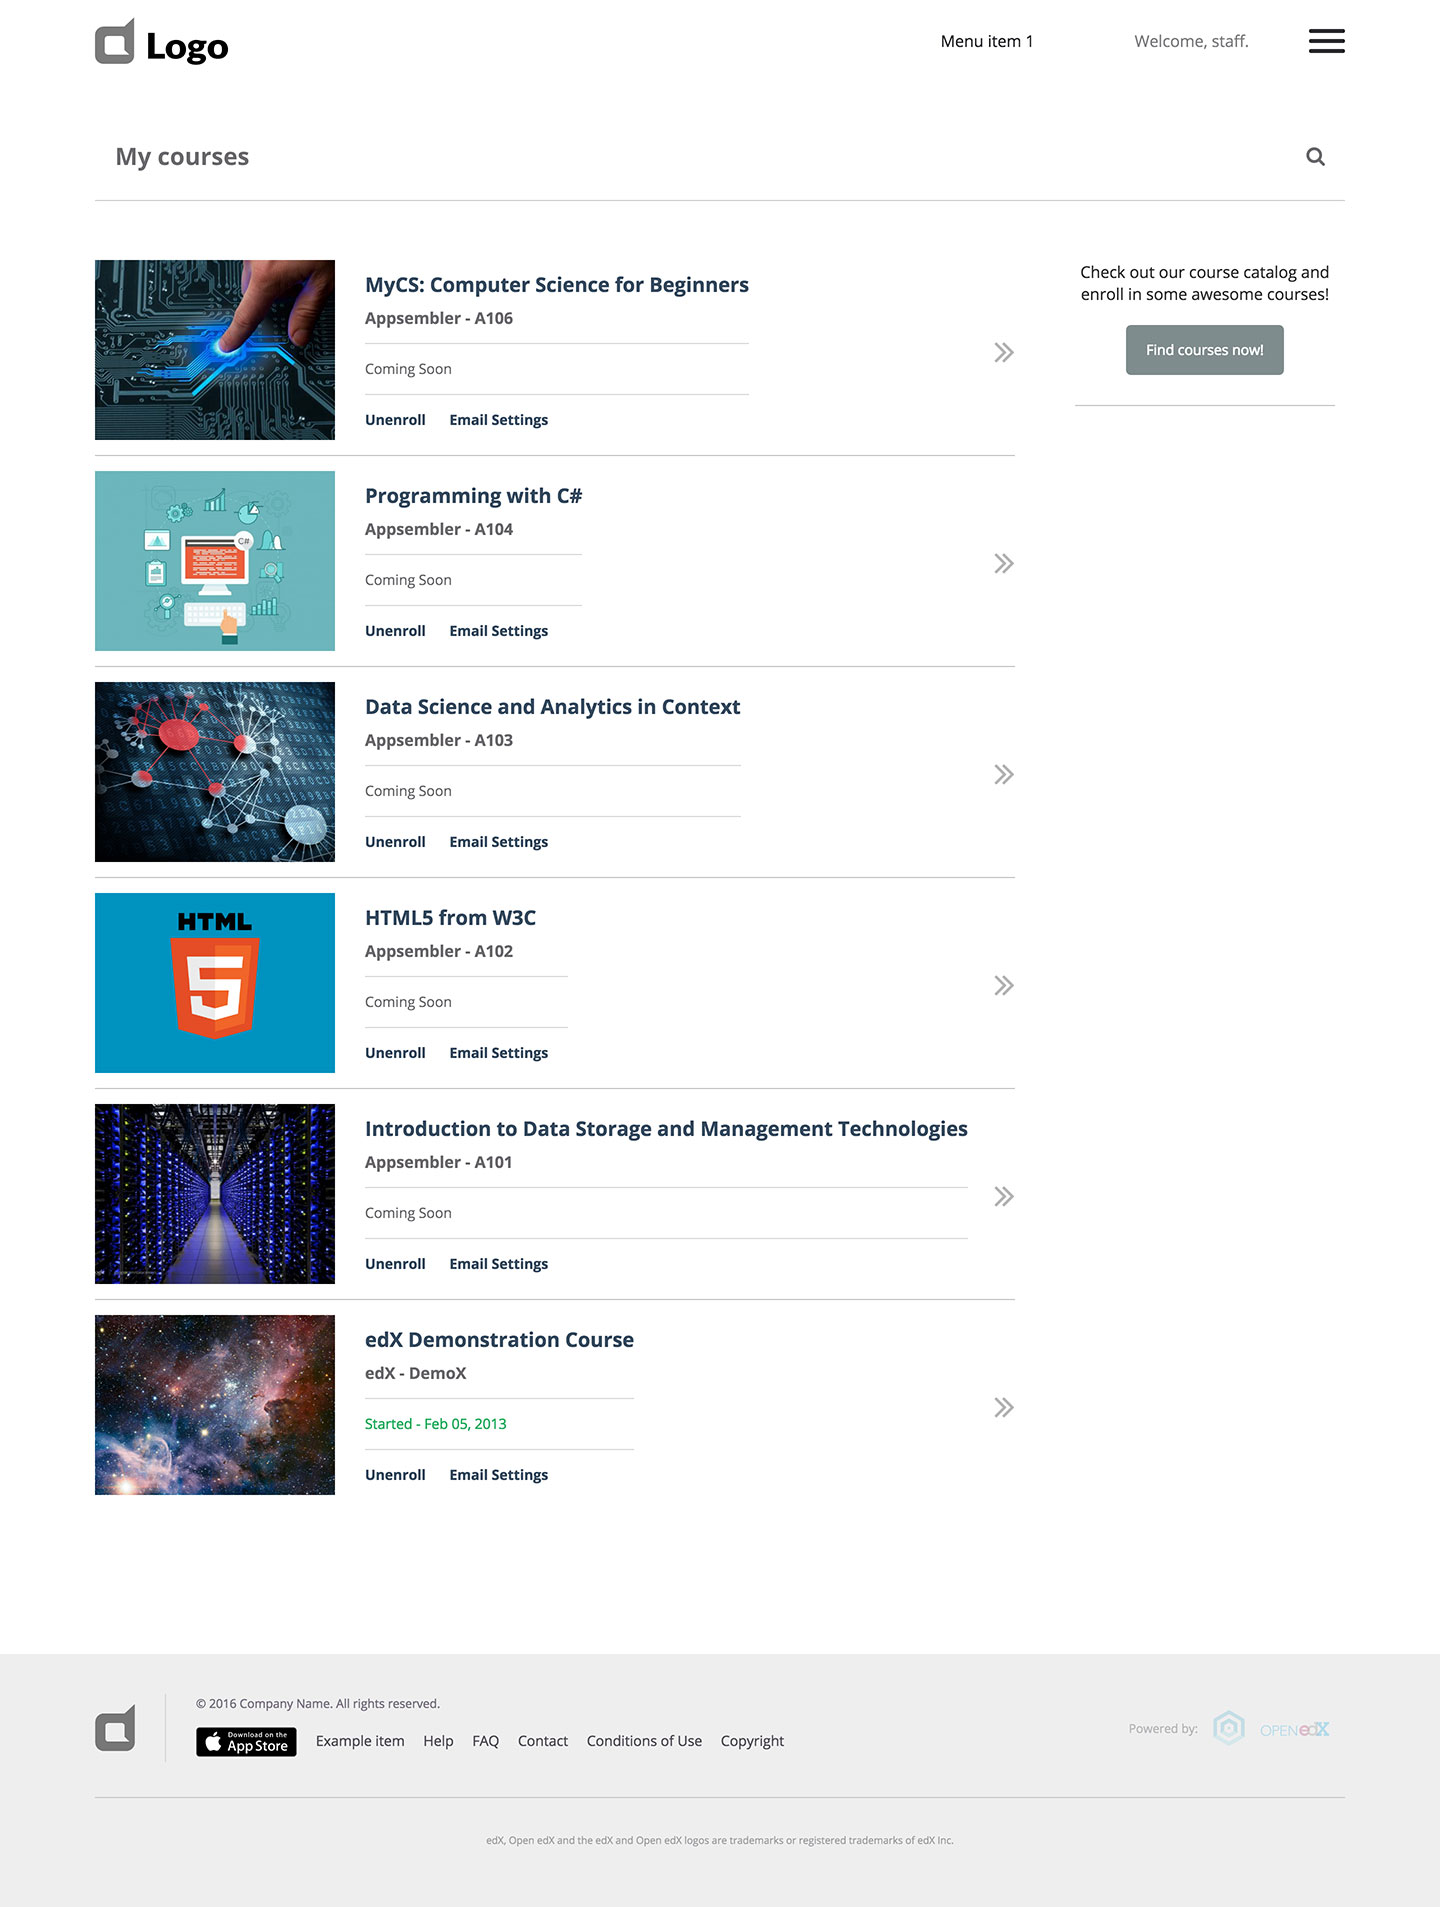 Logo
Menu item 1
Welcome, staff.
My courses
MyCS: Computer Science for Beginners
Appsembler - A106
Coming Soon
Unenroll Email Settings
Check out our course catalog and
enroll in some awesome courses!
Find courses now!
Programming with C#
Appsembler - A104
Coming Soon
Unenroll Email Settings
C#
Data Science and Analytics in Context
Appsembler - A103
Coming Soon
Unenroll Email Settings
HTML
5
HTML5 from W3C
Appsembler - A102
Coming Soon
Unenroll Email Settings
Introduction to Data Storage and Management Technologies
Appsembler - A101
Coming Soon
Unenroll Email Settings
edX Demonstration Course
edX - DemoX
Started - Feb 05, 2013
Unenroll Email Settings
© 2016 Company Name. All rights reserved.
Download on the
App Store
Example item Help FAQ Contact Conditions of Use Copyright
Powered by:
OPEN edX
edX, Open edX and the edX and Open edX logos are trademarks or registered trademarks of edX Inc.